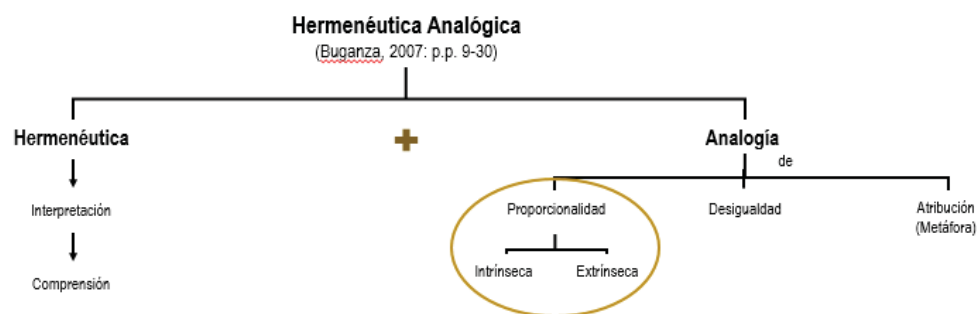 Hermenéutica Analógica
(Buganza, 2007: p.p. 9-30)
Hermenéutica
Analogía
de
Interpretación
Proporcionalidad
Desigualdad
Atribución
(Metáfora)
Intrínseca
Extrínseca
Comprensión